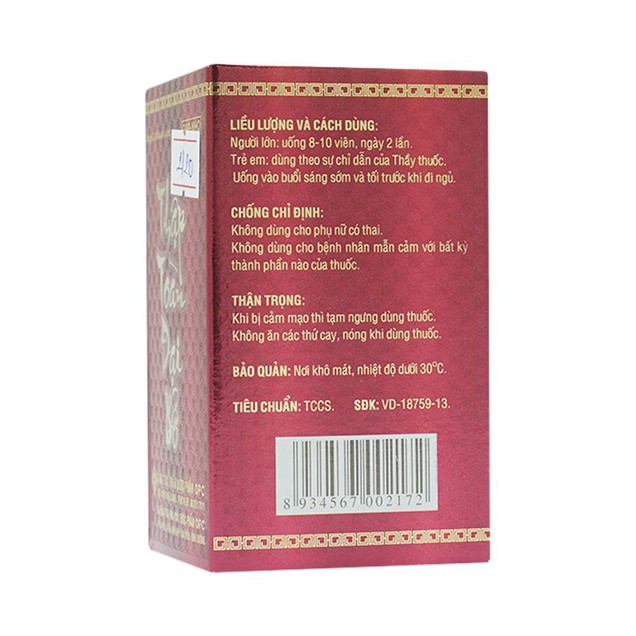 LIỀU LƯỢNG VÀ CÁCH DÙNG:
Người lớn: uống 8-10 viên, ngày 2 lần.
Trẻ em: dùng theo sự chỉ dẫn của Thầy thuốc.
Uống vào buổi sáng sớm và tối trước khi đi ngủ.
CHỐNG CHỈ ĐỊNH:
Không dùng cho phụ nữ có thai.
Không dùng cho bệnh nhân mẫn cảm với bất kỳ
thành phần nào của thuốc.
THẬN TRỌNG:
Khi bị cảm mạo thì tạm ngưng dùng thuốc.
Không ăn các thứ cay, nóng khi dùng thuốc.
BẢO QUẢN: Nơi khô mát, nhiệt độ dưới 30°C.
TIÊU CHUẨN: TCCS. SĐK: VD-18759-13.
8 934567 002172
Thập
Toàn
Đại
Bổ